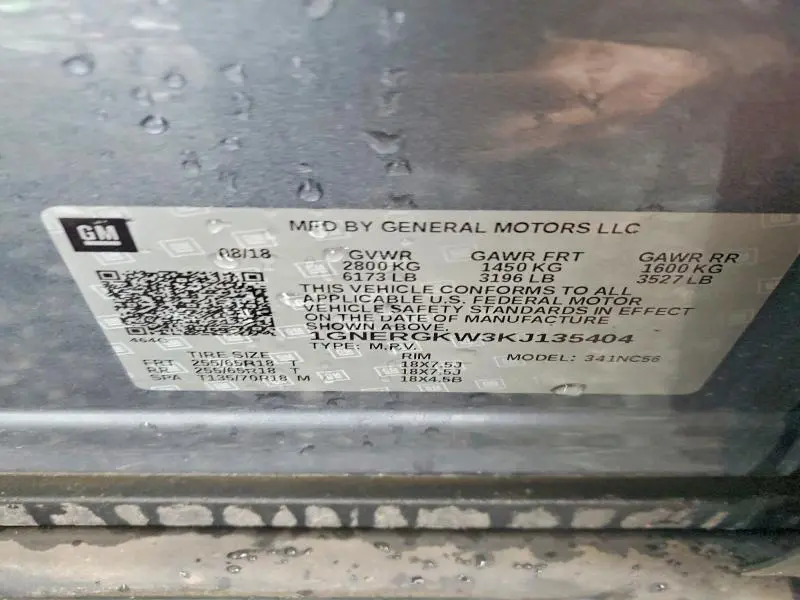 GM
MFD BY GENERAL MOTORS LLC
08/18 GVWR GAWR FRT GAWR RR
2800 KG 1450 KG 1600 KG
6173 LB 3196 LB 3527 LB
THIS VEHICLE CONFORMS TO ALL
APPLICABLE U.S. FEDERAL MOTOR
VEHICLE SAFETY STANDARDS IN EFFECT
ON THE DATE OF MANUFACTURE
SHOWN ABOVE.
464C 1GNERGKW3KJ135404
TYPE: M.P.V. MODEL: 341NC56
TIRE SIZE RIM
FRT 255/65R18 T 18X7.5J
RR 255/65R18 T 18X7.5J
SPA T135/70R18 M 18X4.5B